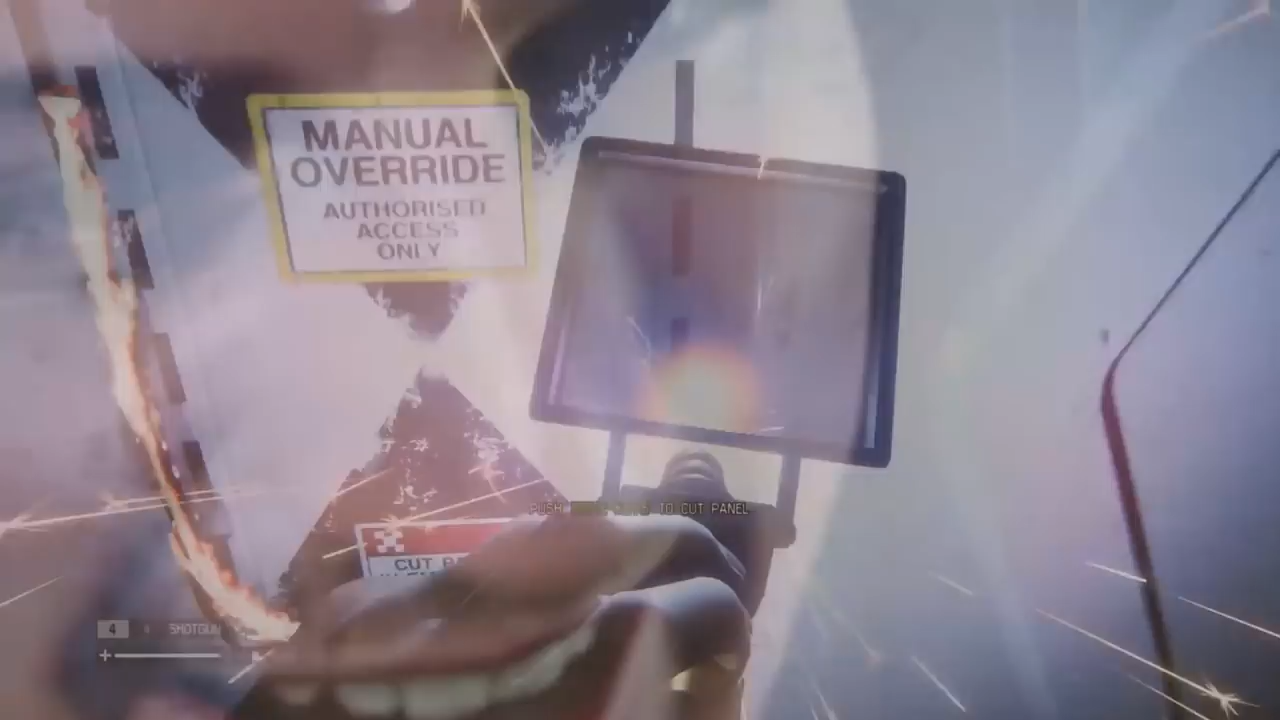 MANUAL
OVERRIDE
AUTHORISED
ACCESS
ONLY
PUSH TO CUT PANEL
CUT
4 SHOTGUN